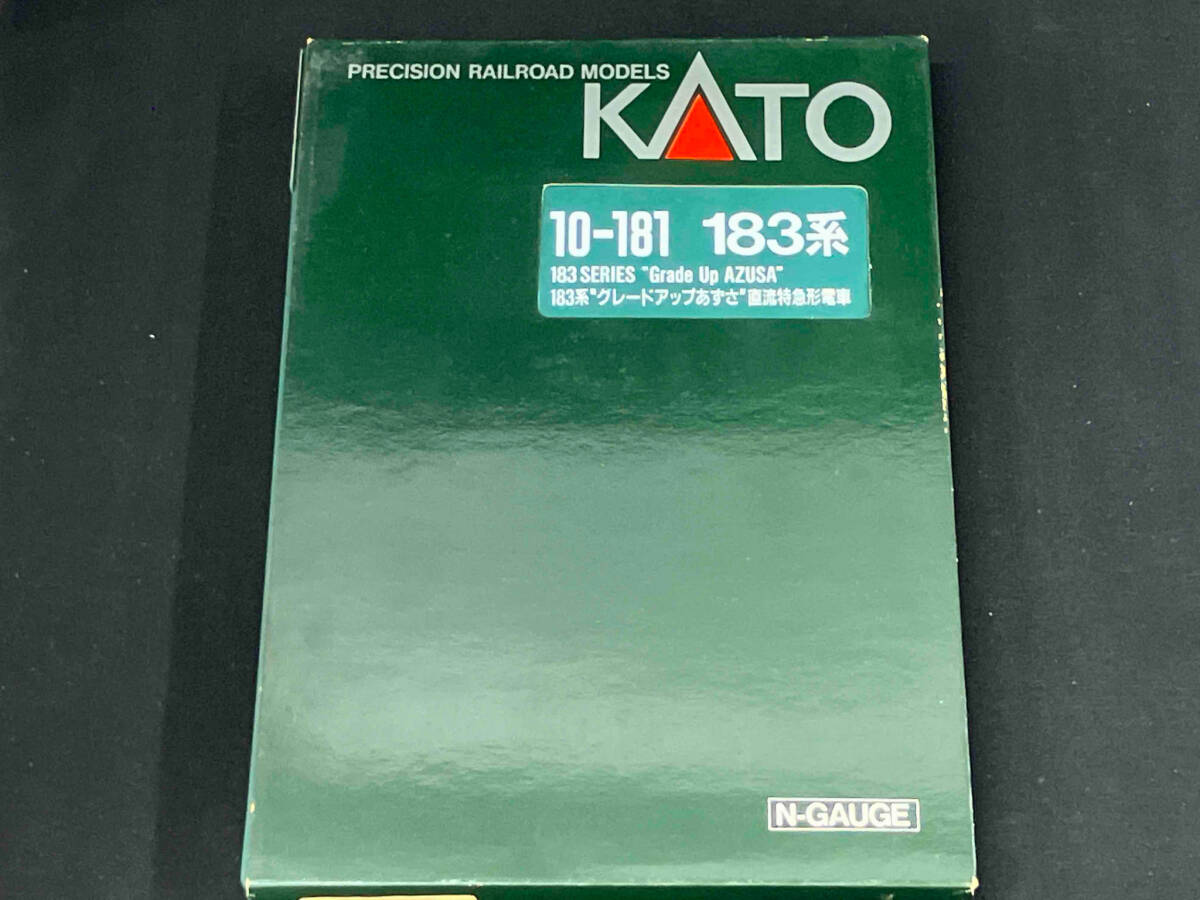 PRECISION RAILROAD MODELS
KATO
10-181 183系
183 SERIES "Grade Up AZUSA"
183系"グレードアップあずさ"直流特急形電車
N-GAUGE